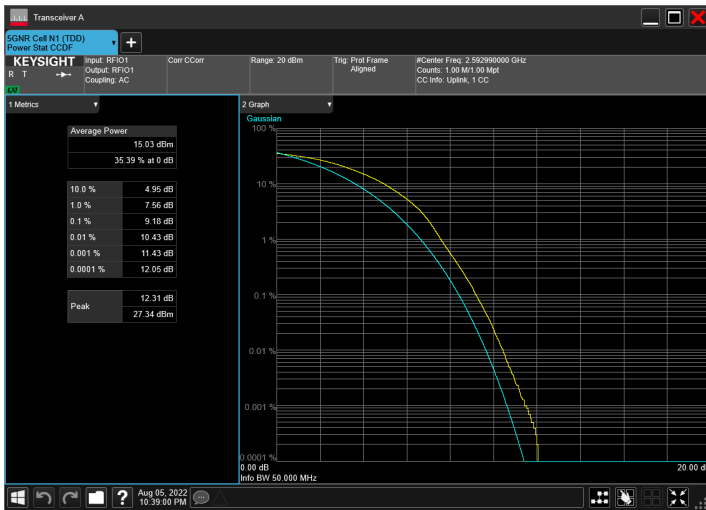 Transceiver A
5GNR Cell N1 (TDD)
Power Stat CCDF
KEYSIGHT
R T
LXI
Input: RFIO1
Output: RFIO1
Coupling: AC
Corr CCorr
Range: 20 dBm
Trig: Prot Frame
Aligned
#Center Freq: 2.592990000 GHz
Counts: 1.00 M/1.00 Mpt
CC Info: Uplink, 1 CC
1 Metrics
Average Power
15.03 dBm
35.39 % at 0 dB
10.0 % 4.95 dB
1.0 % 7.56 dB
0.1 % 9.18 dB
0.01 % 10.43 dB
0.001 % 11.43 dB
0.0001 % 12.05 dB
Peak
12.31 dB
27.34 dBm
2 Graph
Gaussian
100 %
10 %
1 %
0.1 %
0.01 %
0.001 %
0.0001 %
0.00 dB
20.00 d
Info BW 50.000 MHz
?
Aug 05, 2022
10:39:00 PM